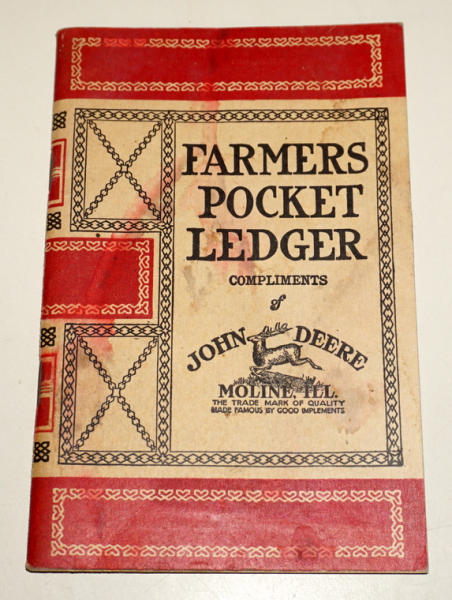 FARMERS
POCKET
LEDGER
COMPLIMENTS
of
JOHN DEERE
MOLINE, ILL.
THE TRADE MARK OF QUALITY
MADE FAMOUS BY GOOD IMPLEMENTS